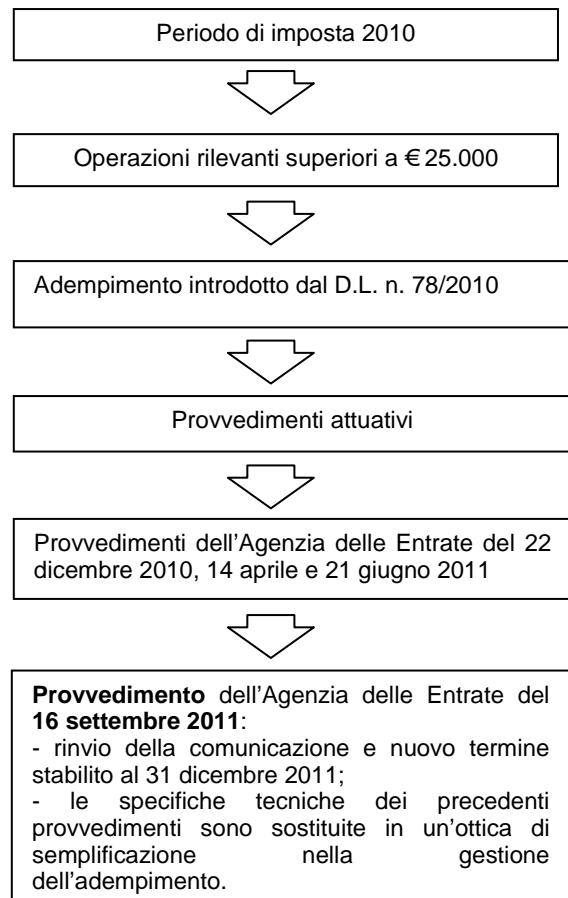 Periodo di imposta 2010
Operazioni rilevanti superiori a € 25.000
Adempimento introdotto dal D.L. n. 78/2010
Provvedimenti attuativi
Provvedimenti dell’Agenzia delle Entrate del 22
dicembre 2010, 14 aprile e 21 giugno 2011
Provvedimento dell’Agenzia delle Entrate del
16 settembre 2011:
- rinvio della comunicazione e nuovo termine
stabilito al 31 dicembre 2011;
- le specifiche tecniche dei precedenti
provvedimenti sono sostituite in un’ottica di
semplificazione nella gestione
dell’adempimento.